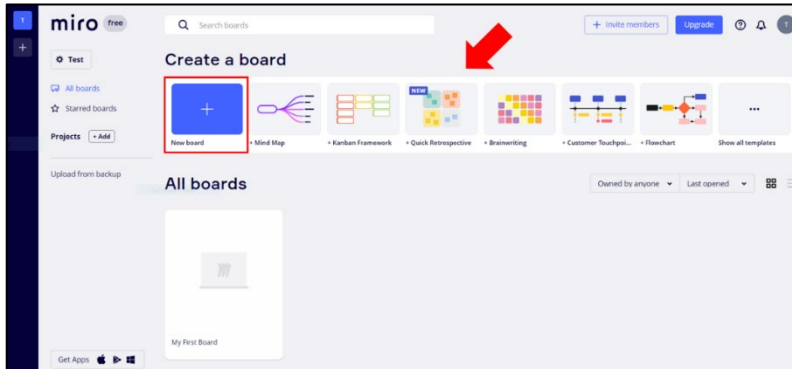 T
miro free
Search boards
+ Invite members
Upgrade
T
Test
Create a board
All boards
Starred boards
Projects + Add
Upload from backup
NEW
New board
+ Mind Map
+ Kanban Framework
+ Quick Retrospective
+ Brainwriting
+ Customer Touchpoi...
+ Flowchart
Show all templates
All boards
Owned by anyone
Last opened
My First Board
Get Apps